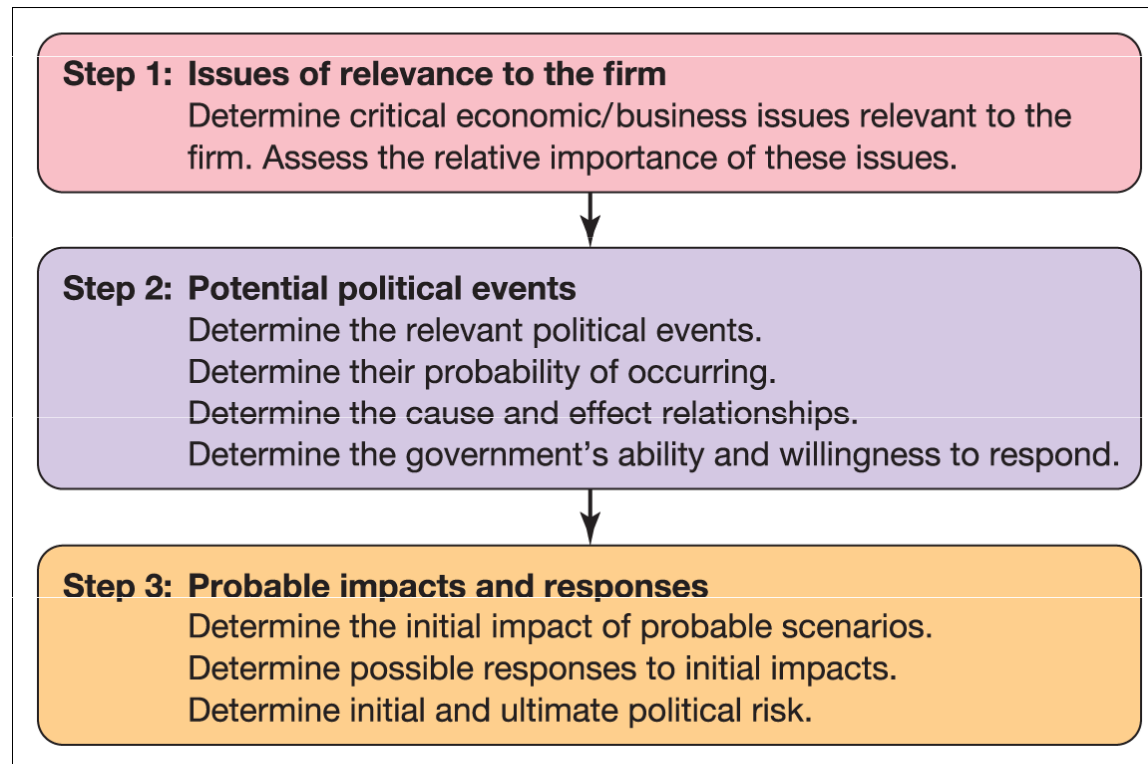 Step 1: Issues of relevance to the firm
Determine critical economic/business issues relevant to the
firm. Assess the relative importance of these issues.
Step 2: Potential political events
Determine the relevant political events.
Determine their probability of occurring.
Determine the cause and effect relationships.
Determine the government’s ability and willingness to respond.
Step 3: Probable impacts and responses
Determine the initial impact of probable scenarios.
Determine possible responses to initial impacts.
Determine initial and ultimate political risk.